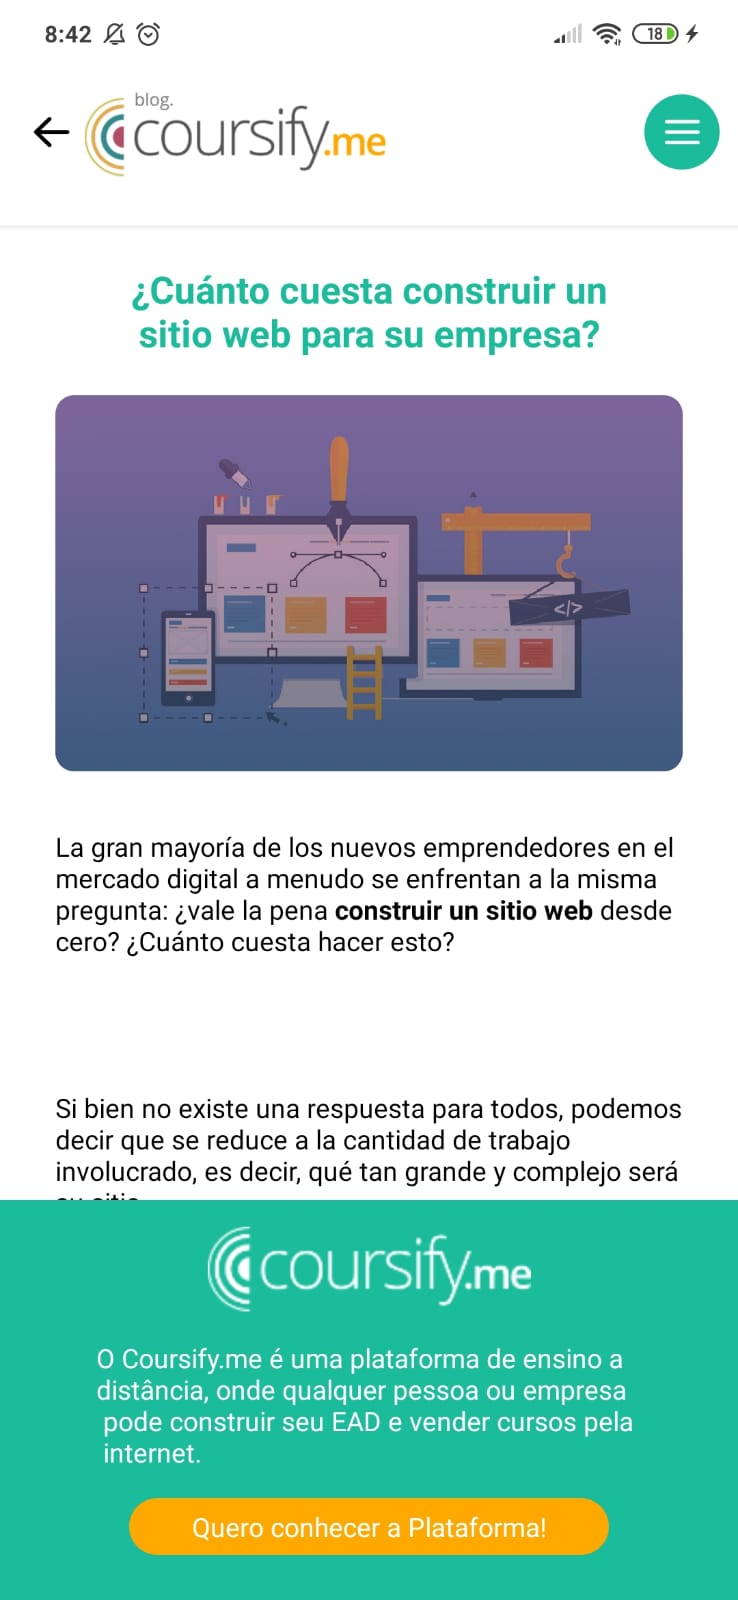 8:42
18
blog.
coursify.me
¿Cuánto cuesta construir un
sitio web para su empresa?
</>
La gran mayoría de los nuevos emprendedores en el
mercado digital a menudo se enfrentan a la misma
pregunta: ¿vale la pena construir un sitio web desde
cero? ¿Cuánto cuesta hacer esto?
Si bien no existe una respuesta para todos, podemos
decir que se reduce a la cantidad de trabajo
involucrado, es decir, qué tan grande y complejo será
su sitio
coursify.me
O Coursify.me é uma plataforma de ensino a
distância, onde qualquer pessoa ou empresa
pode construir seu EAD e vender cursos pela
internet.
Quero conhecer a Plataforma!